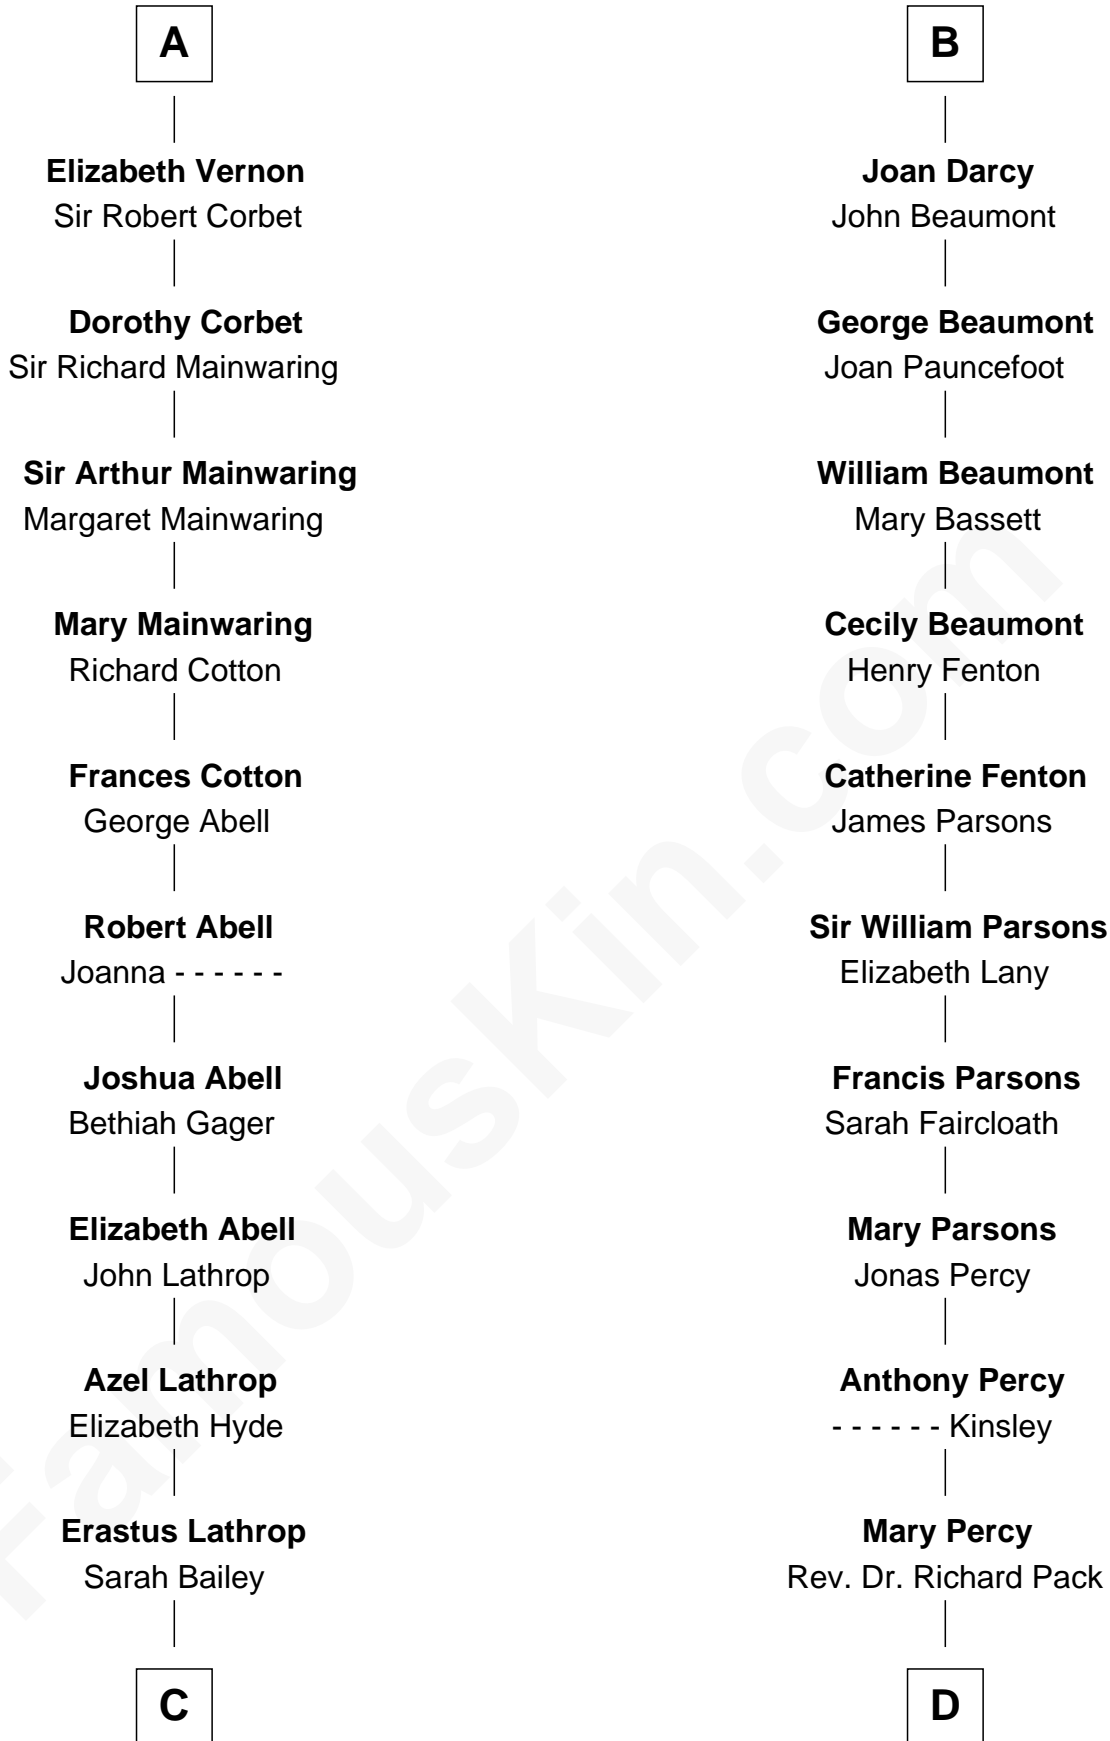 A
Elizabeth Vernon
Sir Robert Corbet
Dorothy Corbet
Sir Richard Mainwaring
Sir Arthur Mainwaring
Margaret Mainwaring
Mary Mainwaring
Richard Cotton
Frances Cotton
George Abell
Robert Abell
Joanna - - - - - -
Joshua Abell
Bethiah Gager
Elizabeth Abell
John Lathrop
Azel Lathrop
Elizabeth Hyde
Erastus Lathrop
Sarah Bailey
C
B
Joan Darcy
John Beaumont
George Beaumont
Joan Pauncefoot
William Beaumont
Mary Bassett
Cecily Beaumont
Henry Fenton
Catherine Fenton
James Parsons
Sir William Parsons
Elizabeth Lany
Francis Parsons
Sarah Faircloath
Mary Parsons
Jonas Percy
Anthony Percy
- - - - - - Kinsley
Mary Percy
Rev. Dr. Richard Pack
D
FamousKin.com